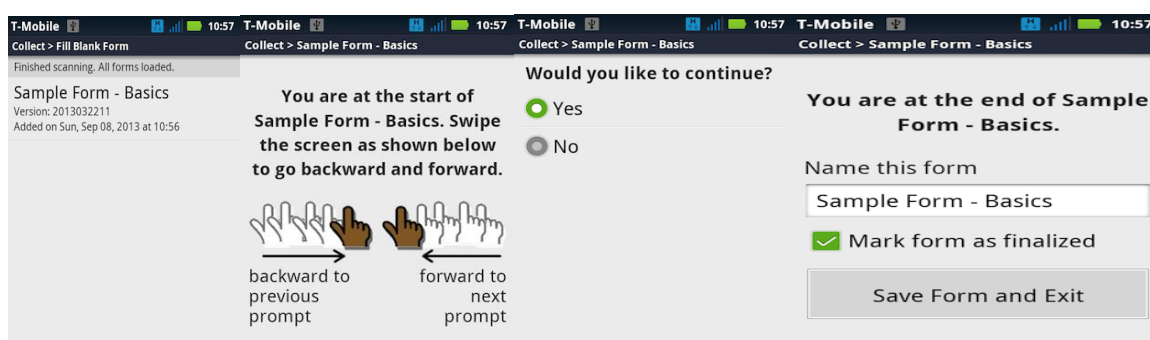 T-Mobile 10:57
Collect > Fill Blank Form
Finished scanning. All forms loaded.
Sample Form - Basics
Version: 2013032211
Added on Sun, Sep 08, 2013 at 10:56
T-Mobile H 10:57
Collect > Sample Form - Basics
You are at the start of
Sample Form - Basics. Swipe
the screen as shown below
to go backward and forward.
backward to
previous
prompt
forward to
next
prompt
T-Mobile H 10:57
Collect > Sample Form - Basics
Would you like to continue?
Yes
No
T-Mobile 10:57
Collect > Sample Form - Basics
You are at the end of Sample
Form - Basics.
Name this form
Sample Form - Basics
Mark form as finalized
Save Form and Exit